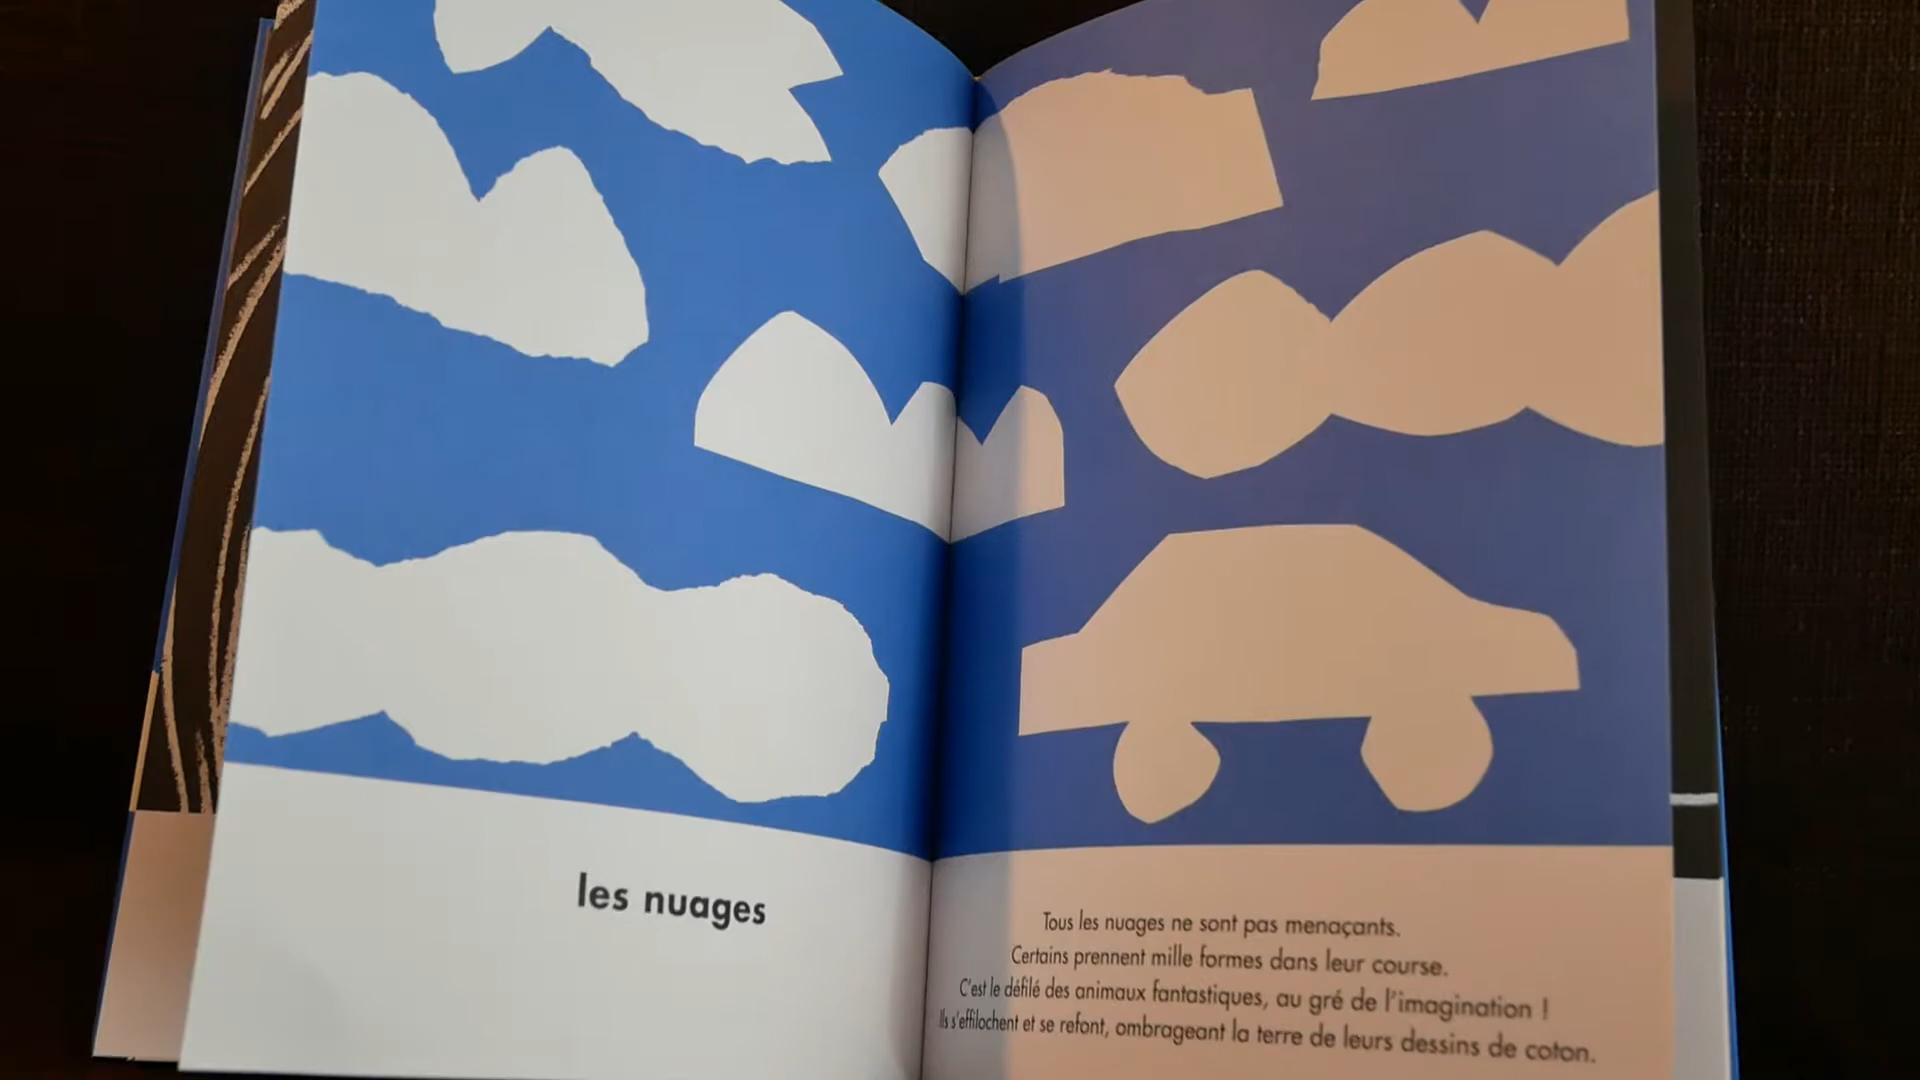 les nuages
Tous les nuages ne sont pas menaçants.
Certains prennent mille formes dans leur course.
C'est le défilé des animaux fantastiques, au gré de l'imagination !
Ils s'effilochent et se refont, ombrageant la terre de leurs dessins de coton.